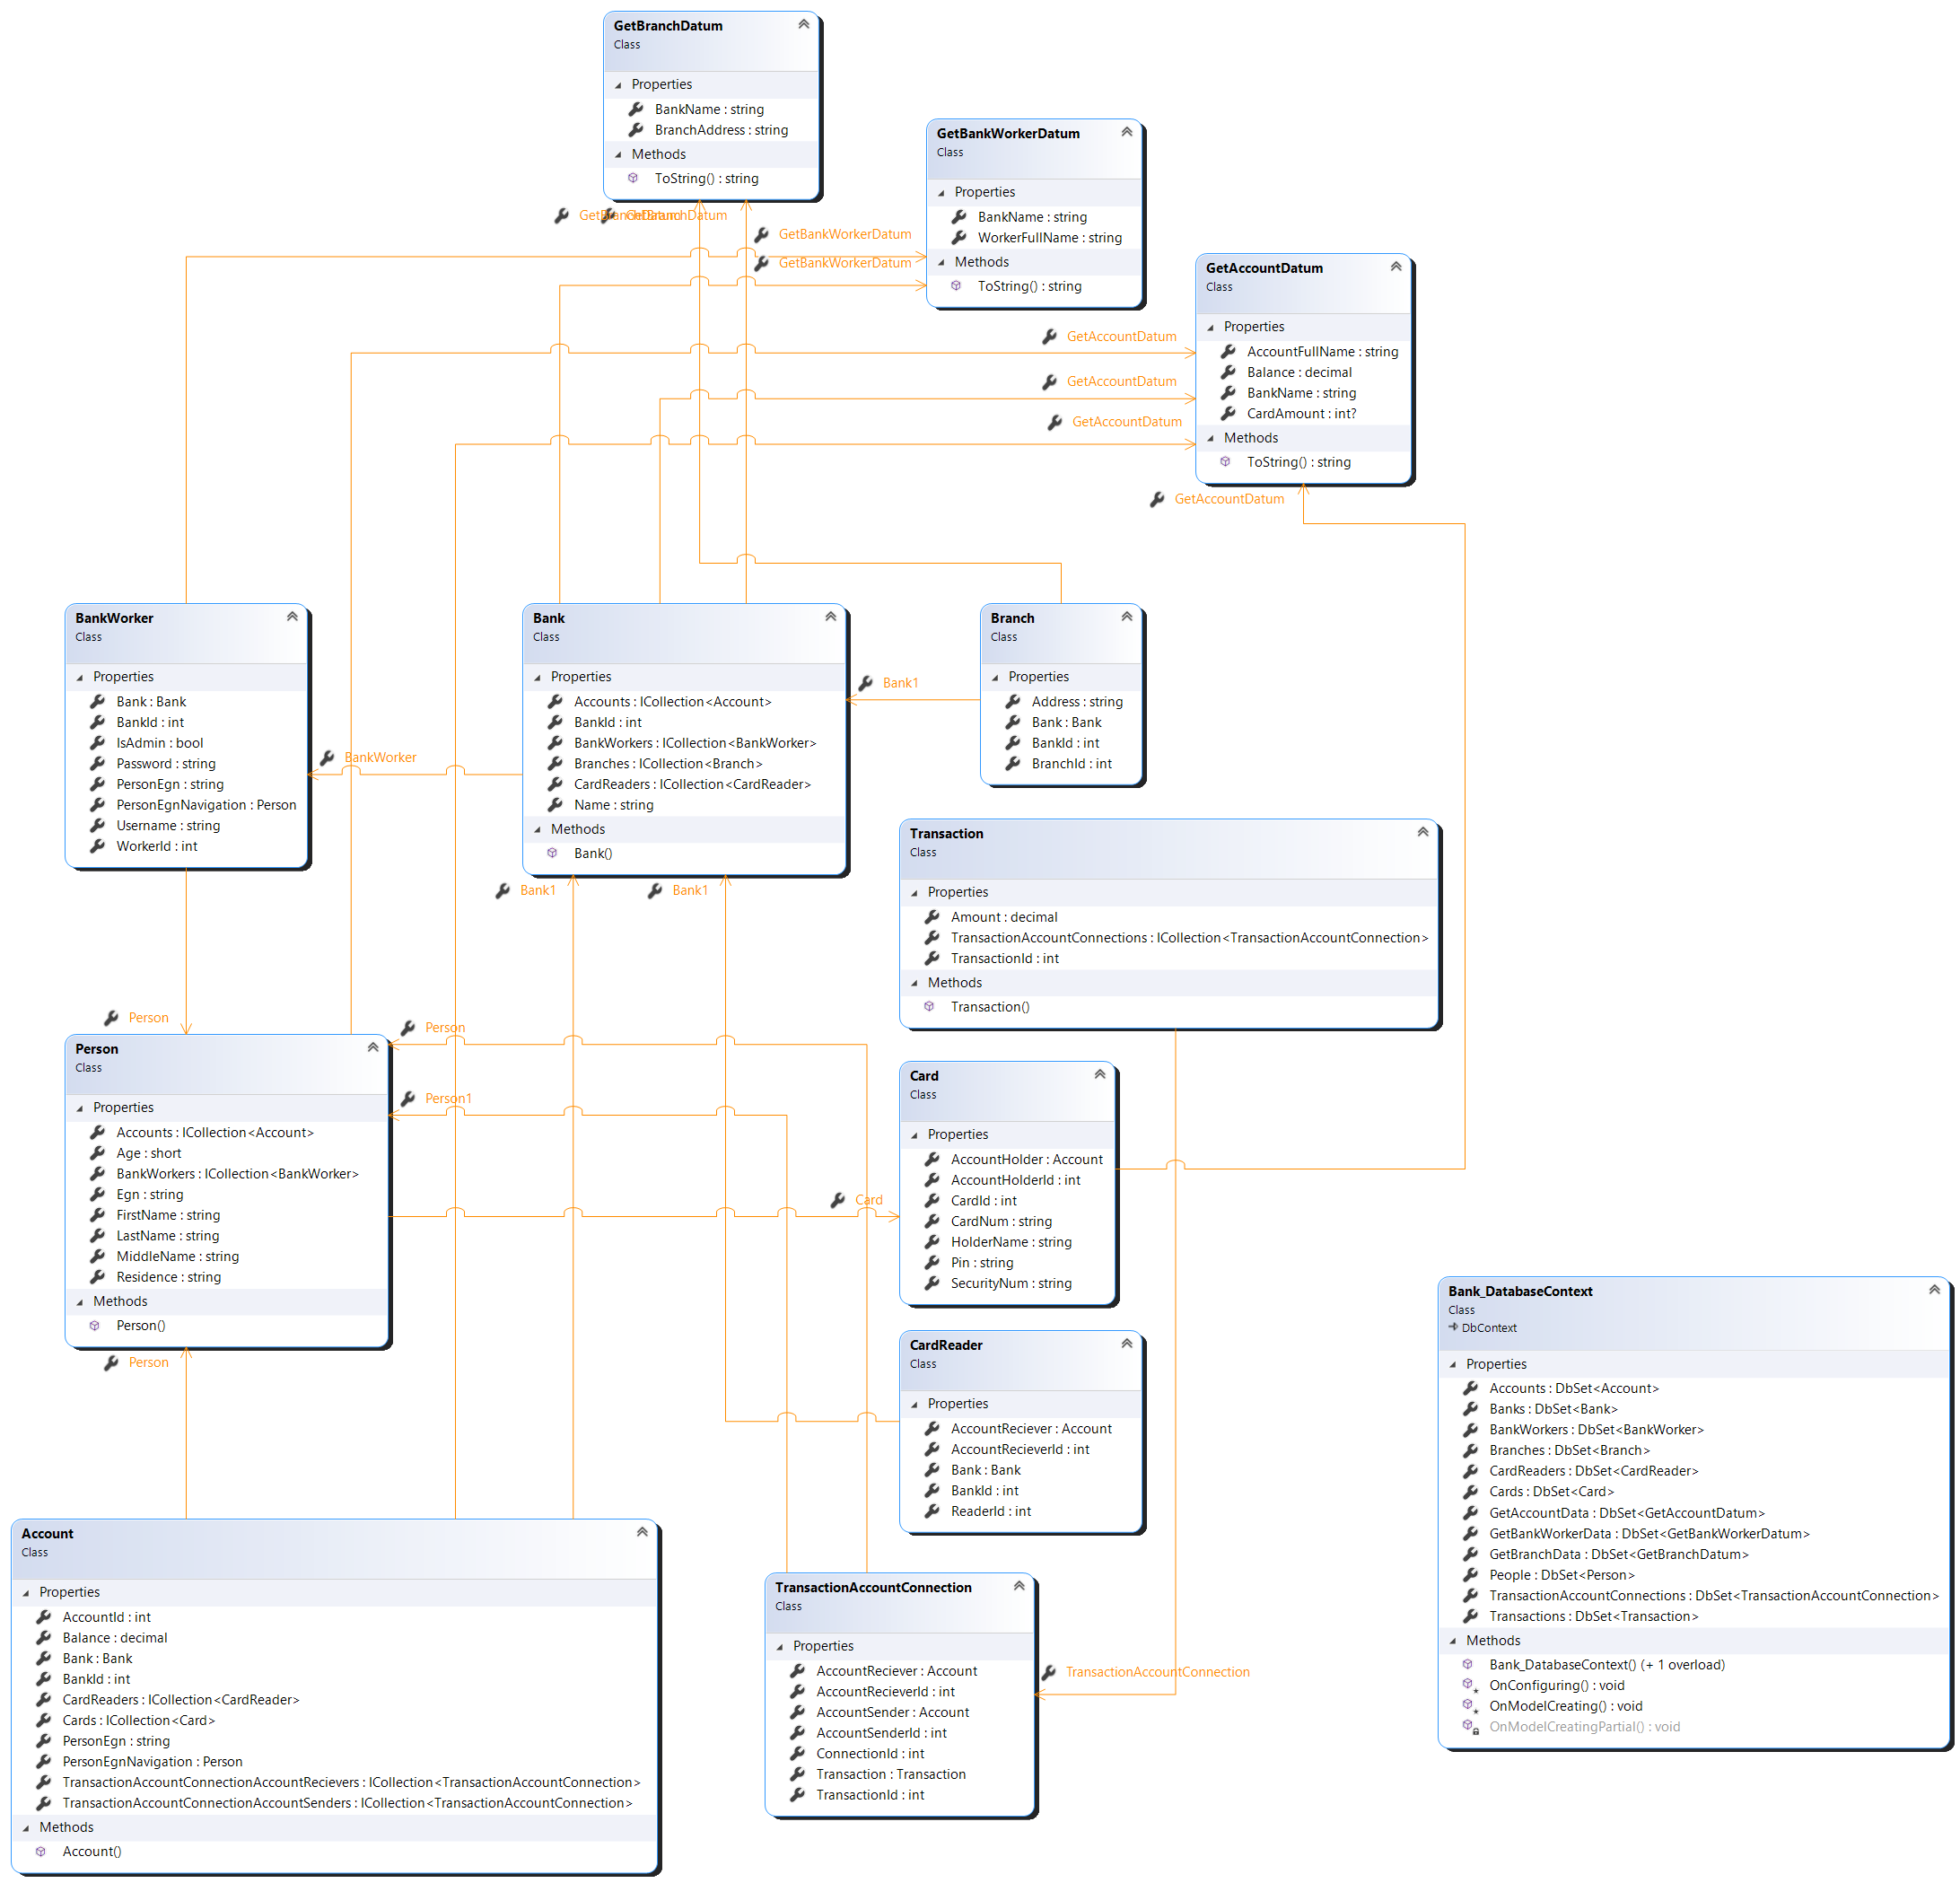 GetBranchDatum
Class
Properties
BankName : string
BranchAddress : string
Methods
ToString() : string
GetBranchDatum
GetBranchDatum
GetBankWorkerDatum
Class
Properties
BankName : string
WorkerFullName : string
Methods
ToString() : string
GetBankWorkerDatum
GetBankWorkerDatum
GetAccountDatum
Class
Properties
AccountFullName : string
Balance : decimal
BankName : string
CardAmount : int?
Methods
ToString() : string
GetAccountDatum
GetAccountDatum
GetAccountDatum
GetAccountDatum
BankWorker
Class
Properties
Bank : Bank
BankId : int
IsAdmin : bool
Password : string
PersonEgn : string
PersonEgnNavigation : Person
Username : string
WorkerId : int
BankWorker
Bank
Class
Properties
Accounts : ICollection<Account>
BankId : int
BankWorkers : ICollection<BankWorker>
Branches : ICollection<Branch>
CardReaders : ICollection<CardReader>
Name : string
Methods
Bank()
Bank1
Bank1
Bank1
Branch
Class
Properties
Address : string
Bank : Bank
BankId : int
BranchId : int
Transaction
Class
Properties
Amount : decimal
TransactionAccountConnections : ICollection<TransactionAccountConnection>
TransactionId : int
Methods
Transaction()
Person
Person
Person1
Person
Class
Properties
Accounts : ICollection<Account>
Age : short
BankWorkers : ICollection<BankWorker>
Egn : string
FirstName : string
LastName : string
MiddleName : string
Residence : string
Methods
Person()
Person
Card
Card
Class
Properties
AccountHolder : Account
AccountHolderId : int
CardId : int
CardNum : string
HolderName : string
Pin : string
SecurityNum : string
CardReader
Class
Properties
AccountReciever : Account
AccountRecieverId : int
Bank : Bank
BankId : int
ReaderId : int
Bank_DatabaseContext
Class
DbContext
Properties
Accounts : DbSet<Account>
Banks : DbSet<Bank>
BankWorkers : DbSet<BankWorker>
Branches : DbSet<Branch>
CardReaders : DbSet<CardReader>
Cards : DbSet<Card>
GetAccountData : DbSet<GetAccountDatum>
GetBankWorkerData : DbSet<GetBankWorkerDatum>
GetBranchData : DbSet<GetBranchDatum>
People : DbSet<Person>
TransactionAccountConnections : DbSet<TransactionAccountConnection>
Transactions : DbSet<Transaction>
Methods
Bank_DatabaseContext() (+ 1 overload)
OnConfiguring() : void
OnModelCreating() : void
OnModelCreatingPartial() : void
Account
Class
Properties
AccountId : int
Balance : decimal
Bank : Bank
BankId : int
CardReaders : ICollection<CardReader>
Cards : ICollection<Card>
PersonEgn : string
PersonEgnNavigation : Person
TransactionAccountConnectionAccountRecievers : ICollection<TransactionAccountConnection>
TransactionAccountConnectionAccountSenders : ICollection<TransactionAccountConnection>
Methods
Account()
TransactionAccountConnection
Class
Properties
AccountReciever : Account
AccountRecieverId : int
AccountSender : Account
AccountSenderId : int
ConnectionId : int
Transaction : Transaction
TransactionId : int
TransactionAccountConnection